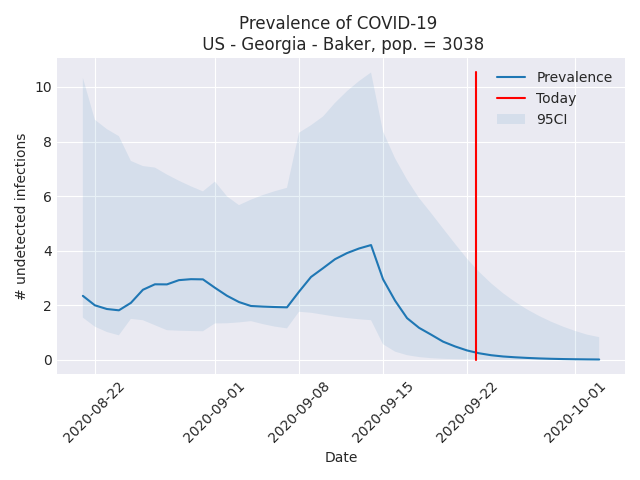 Prevalence of COVID-19
US - Georgia - Baker, pop. = 3038
Prevalence
Today
95CI
# undetected infections
10
8
6
4
2
0
2020-08-22
2020-09-01
2020-09-08
2020-09-15
2020-09-22
2020-10-01
Date